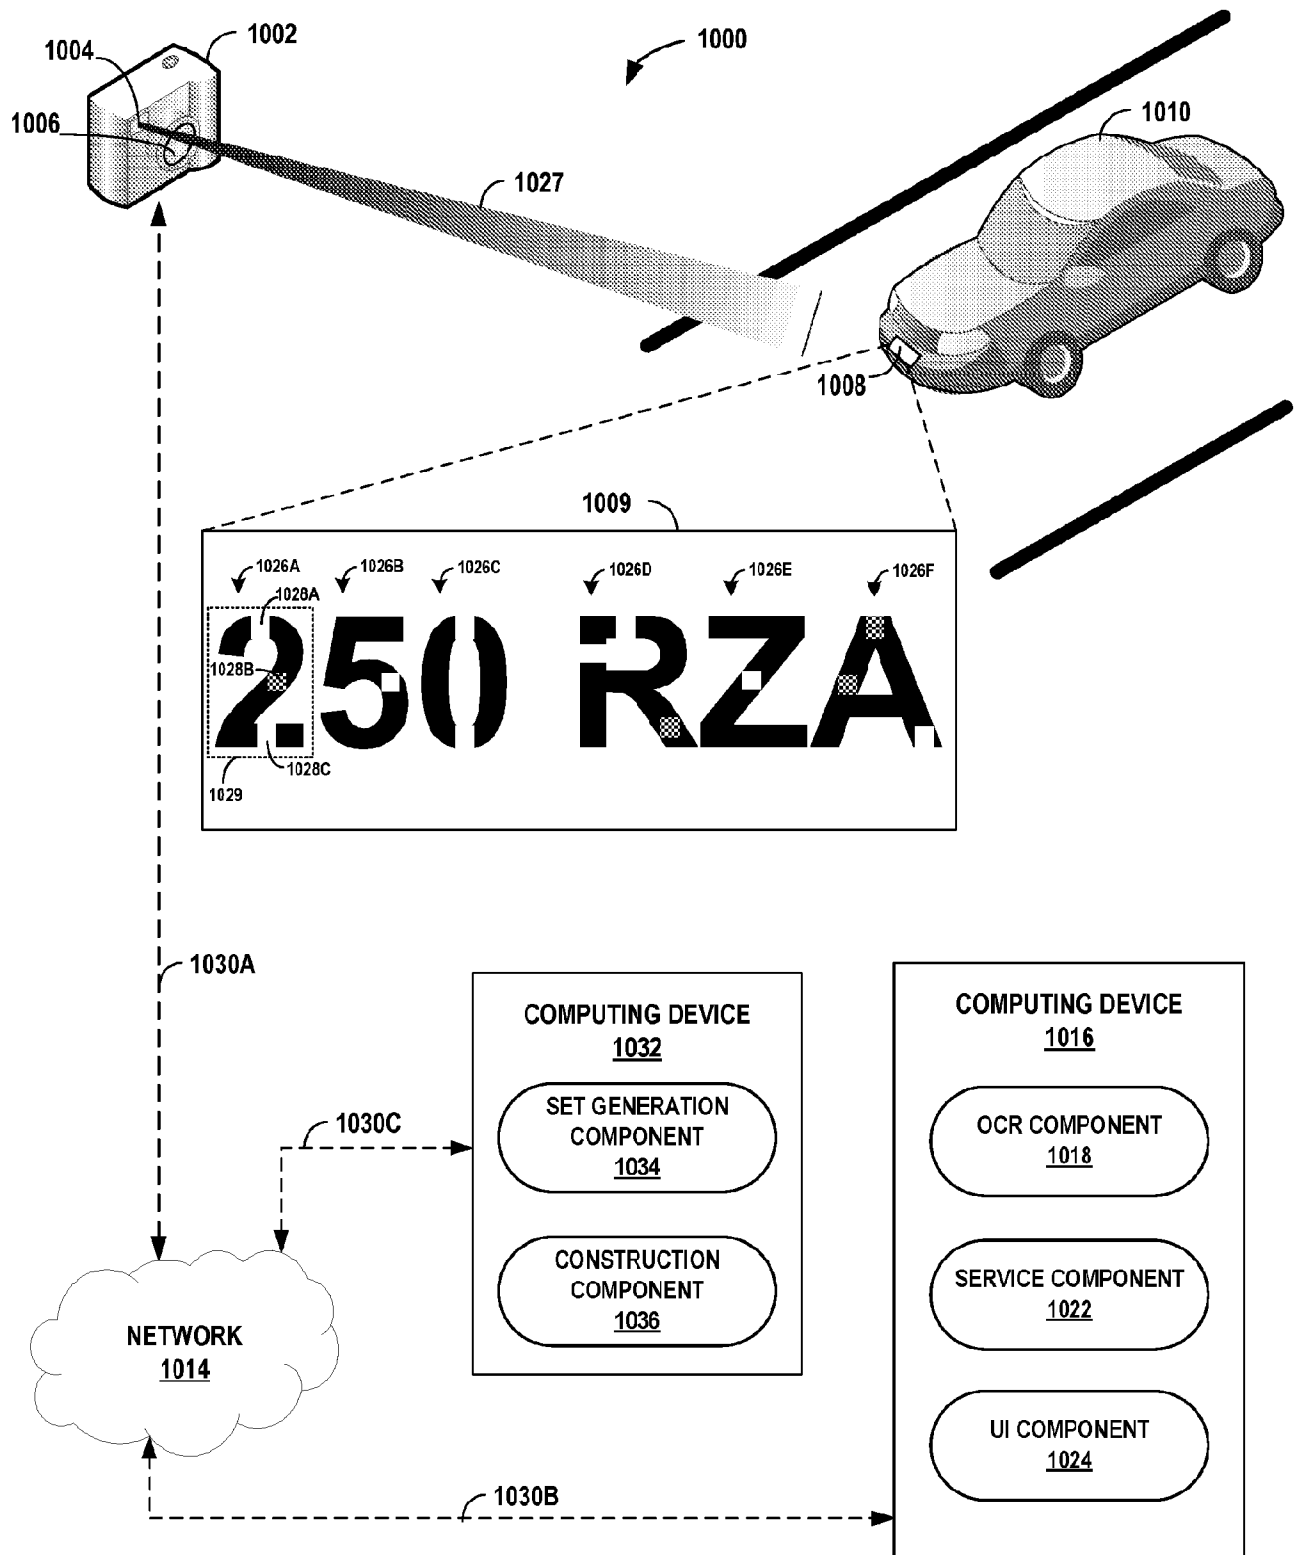 1004
1002
1000
1006
1010
1027
1008
1009
1026A
1026B
1026C
1026D
1026E
1026F
1028A
250 RZA
1028B
1028C
1029
1030A
COMPUTING DEVICE
1032
SET GENERATION
COMPONENT
1034
CONSTRUCTION
COMPONENT
1036
COMPUTING DEVICE
1016
OCR COMPONENT
1018
SERVICE COMPONENT
1022
UI COMPONENT
1024
1030C
NETWORK
1014
1030B